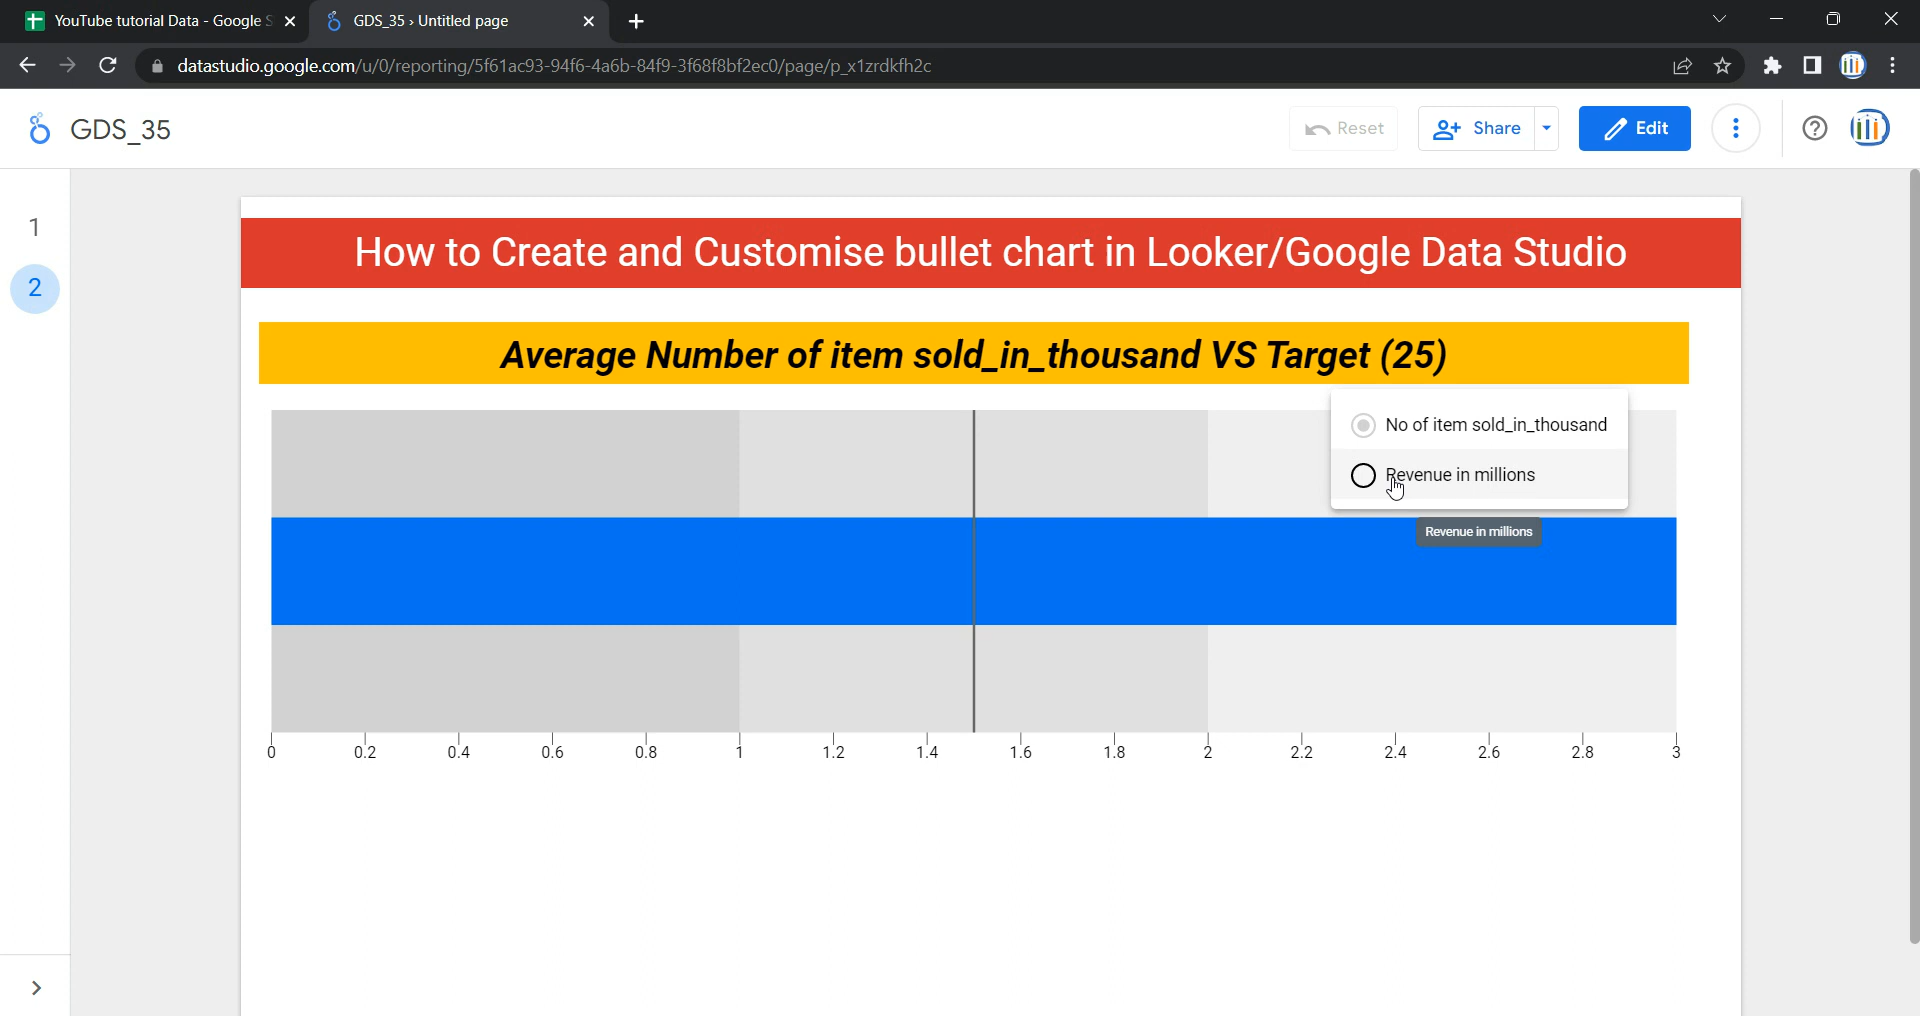 YouTube tutorial Data - Google S
GDS_35 › Untitled page
datastudio.google.com/u/0/reporting/5f61ac93-94f6-4a6b-84f9-3f68f8bf2ec0/page/p_x1zrdkfh2c
GDS_35
Reset
Share
Edit
1
2
How to Create and Customise bullet chart in Looker/Google Data Studio
Average Number of item sold_in_thousand VS Target (25)
No of item sold_in_thousand
Revenue in millions
Revenue in millions
0 0.2 0.4 0.6 0.8 1 1.2 1.4 1.6 1.8 2 2.2 2.4 2.6 2.8 3